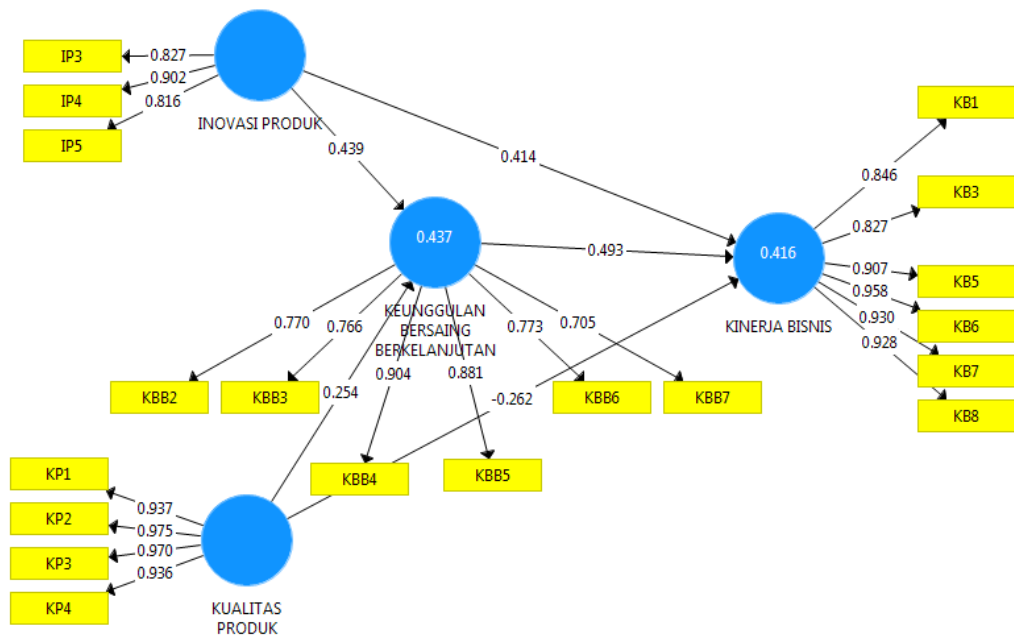 IP3
0.827
IP4
0.902
IP5
0.816
INOVASI PRODUK
0.439
0.414
0.437
KEUNGGULAN
BERSAING
BERKELANJUTAN
0.493
0.416
KINERJA BISNIS
KB1
0.846
KB3
0.827
KB5
0.907
KB6
0.958
KB7
0.930
KB8
0.928
0.770
0.766
0.904
0.881
0.773
0.705
KBB2
KBB3
KBB4
KBB5
KBB6
KBB7
0.254
-0.262
KP1
0.937
KP2
0.975
KP3
0.970
KP4
0.936
KUALITAS
PRODUK